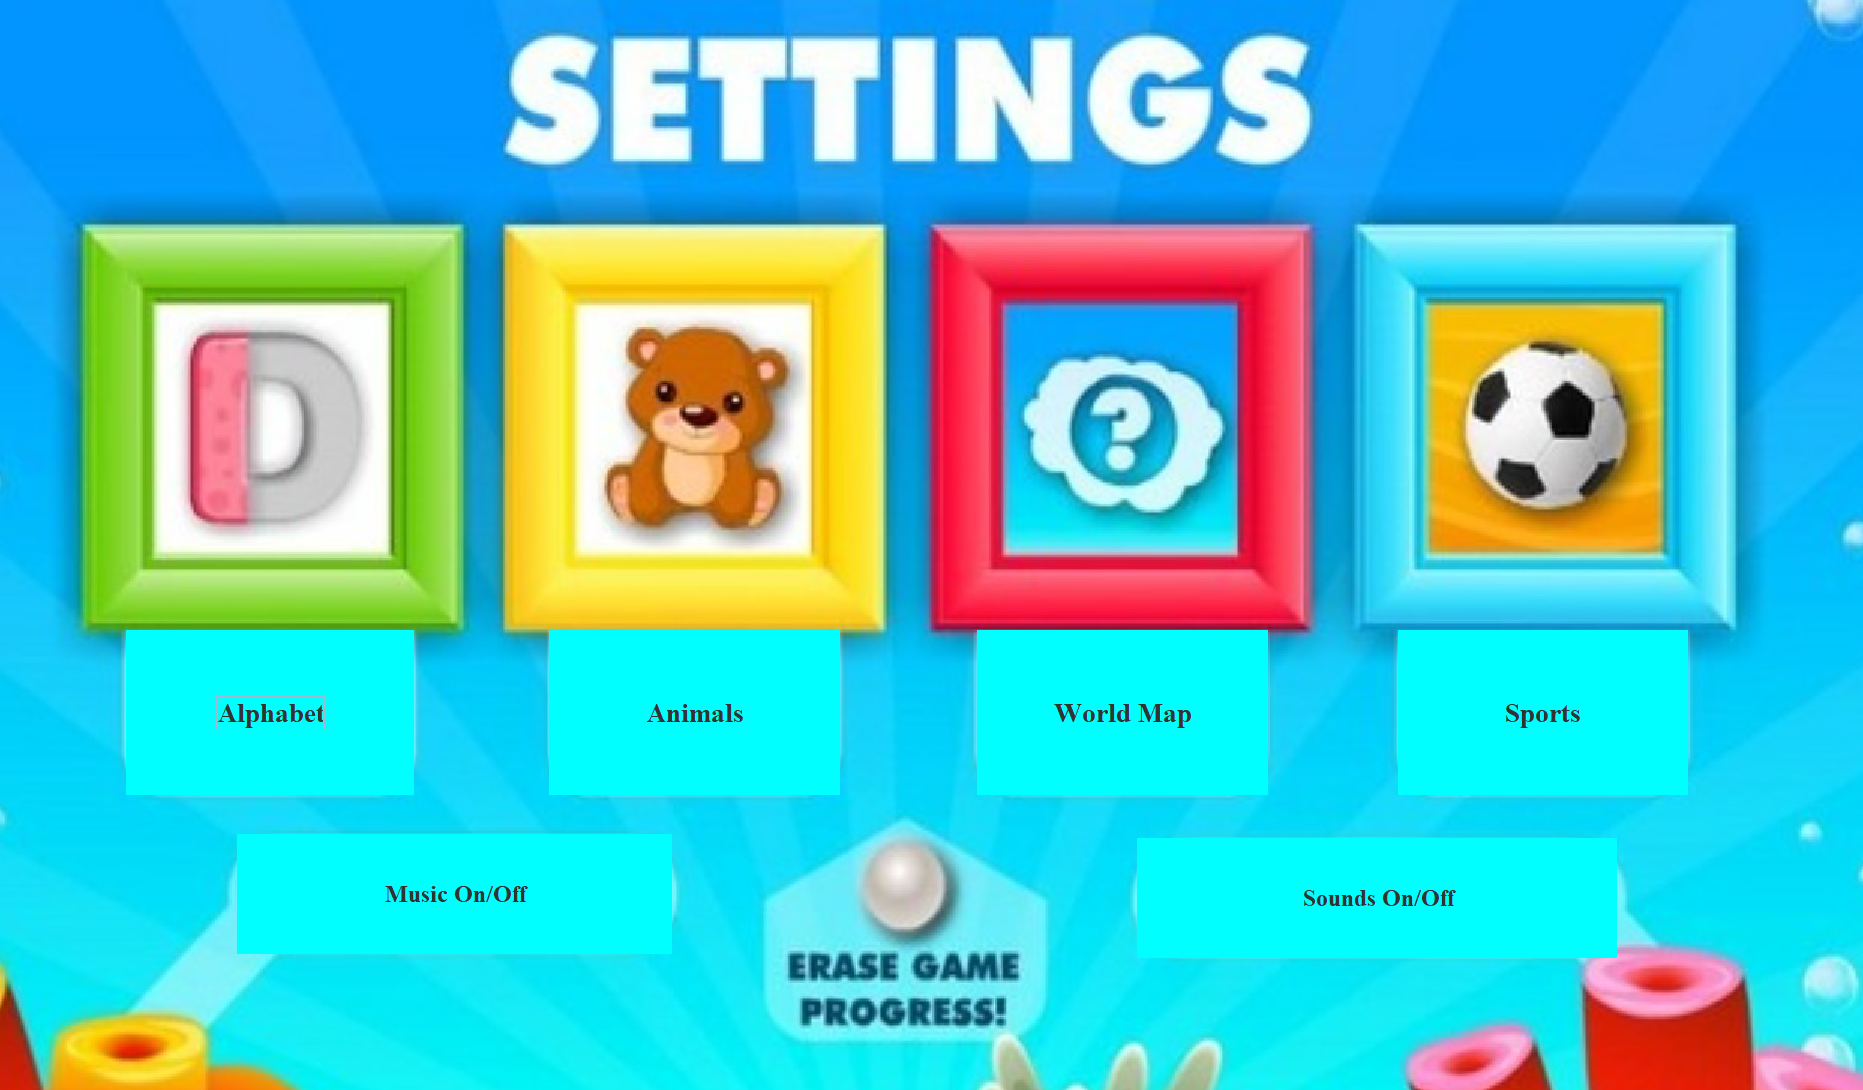 SETTINGS
D
?
Alphabet
Animals
World Map
Sports
Music On/Off
Sounds On/Off
ERASE GAME
PROGRESS!